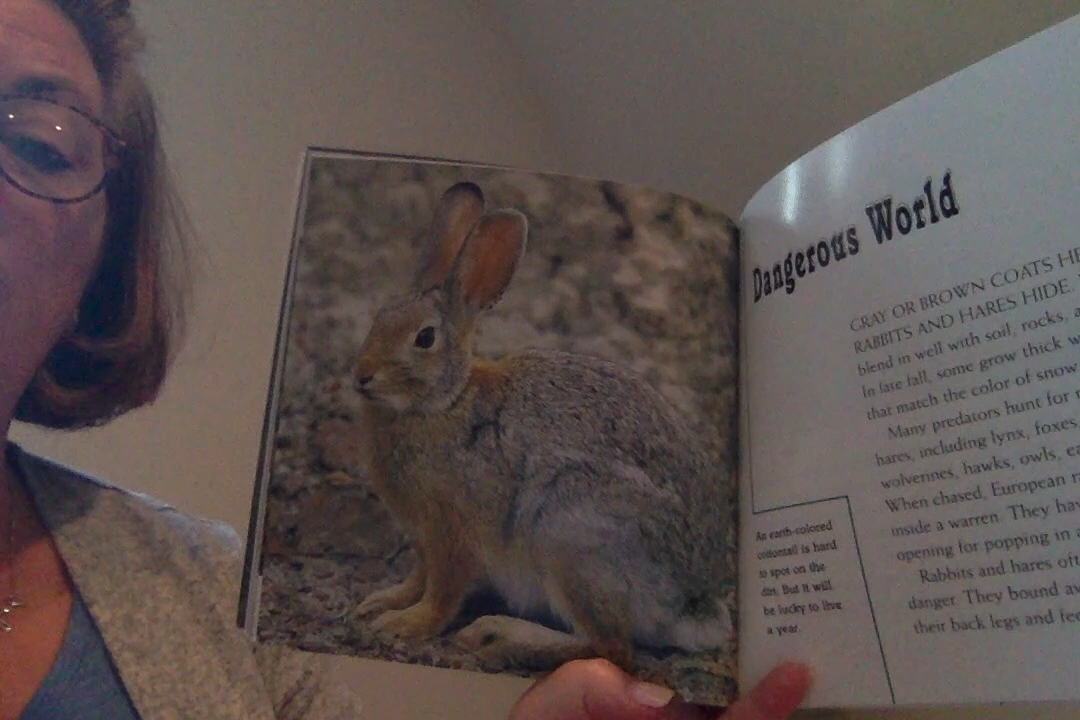 Dangerous World
GRAY OR BROWN COATS HE
RABBITS AND HARES HIDE.
blend in well with soil, rocks, a
In late fall, some grow thick w
that match the color of snow
Many predators hunt for r
hares, including lynx, foxes,
wolverines, hawks, owls, ea
When chased, European r
inside a warren. They hav
opening for popping in a
Rabbits and hares oft
danger. They bound av
their back legs and fee
An earth-colored
cottontail is hard
to spot on the
dirt. But it will
be lucky to live
a year.